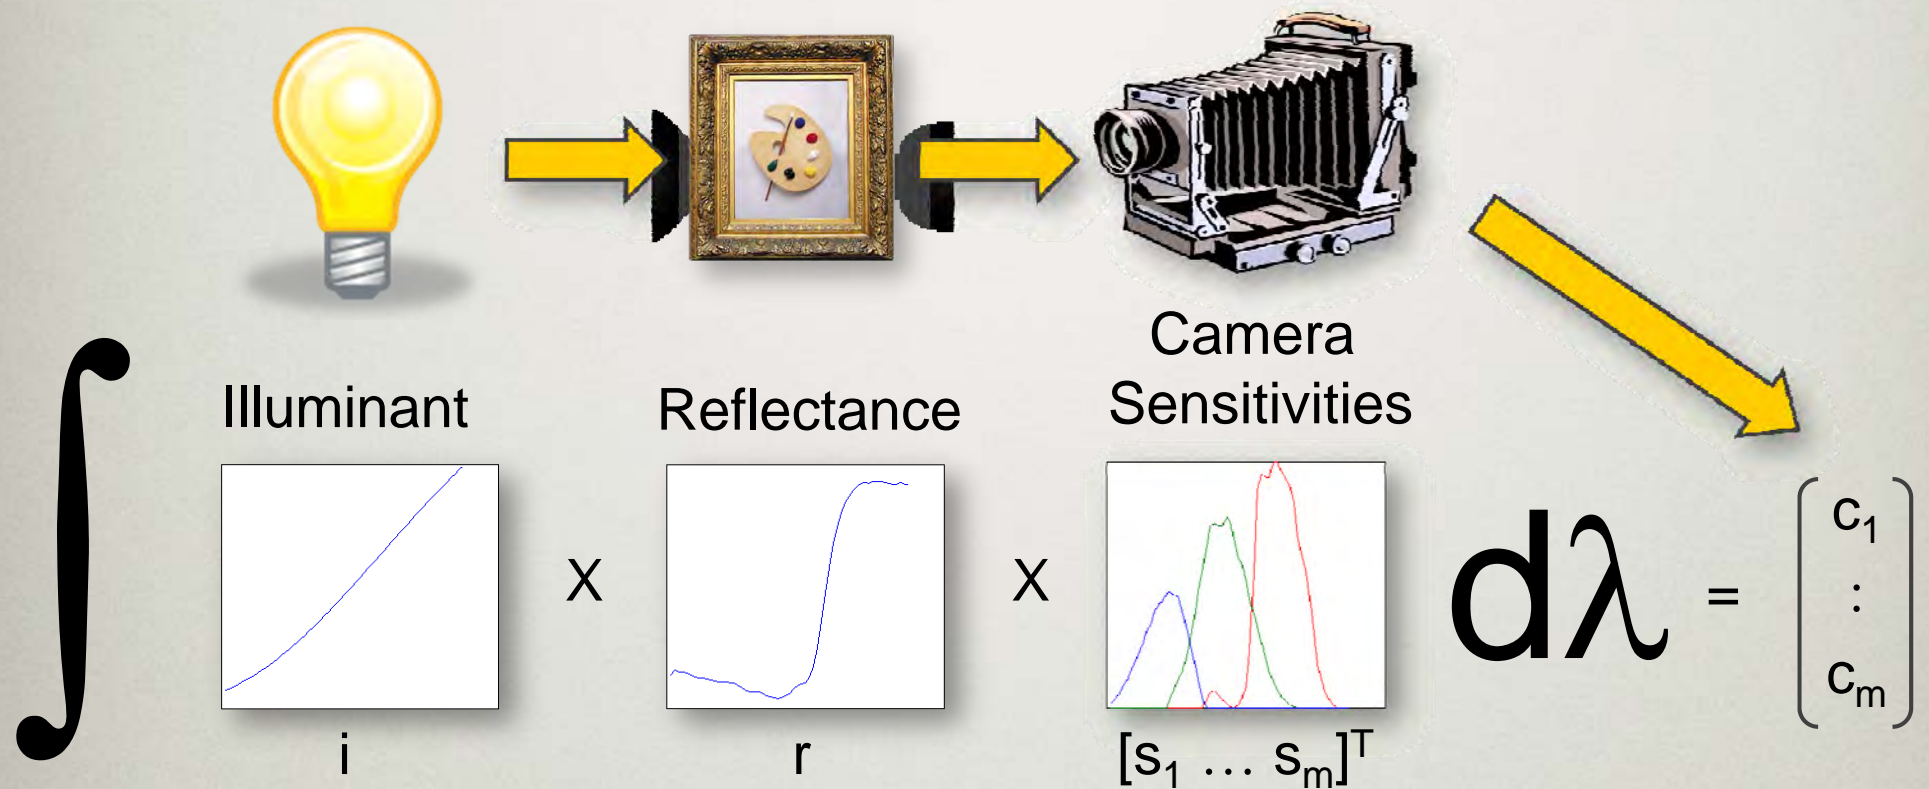 Illuminant
Reflectance
Camera
Sensitivities
∫ X X dλ = c₁
:
cₘ
i
r
[s₁ … sₘ]ᵀ